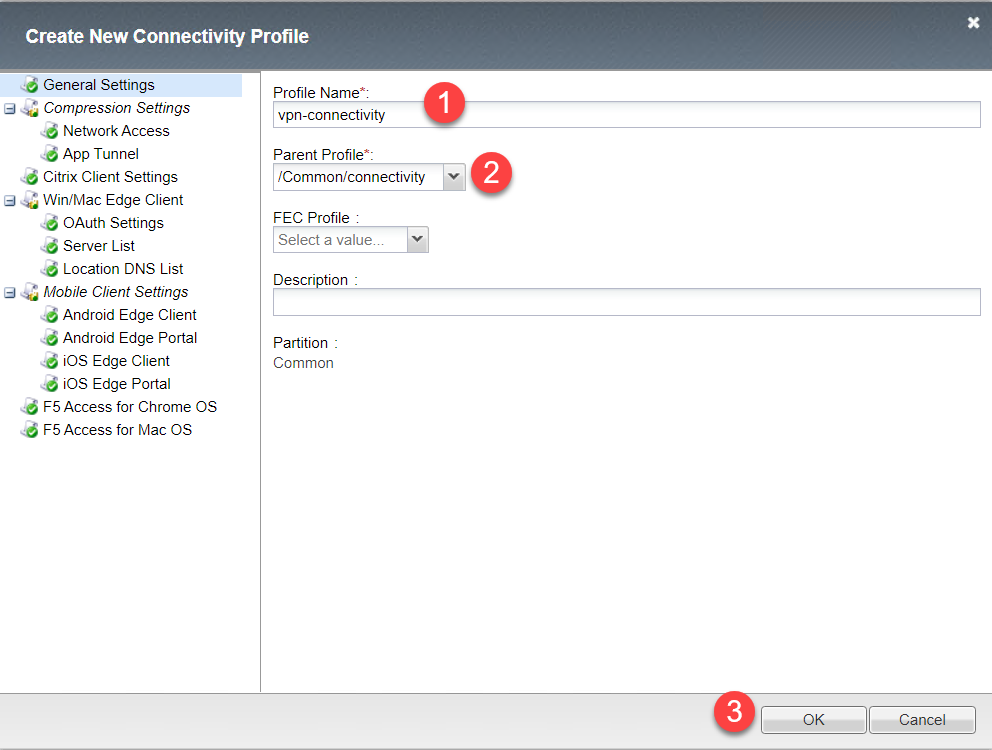 Create New Connectivity Profile
General Settings
Compression Settings
Network Access
App Tunnel
Citrix Client Settings
Win/Mac Edge Client
OAuth Settings
Server List
Location DNS List
Mobile Client Settings
Android Edge Client
Android Edge Portal
iOS Edge Client
iOS Edge Portal
F5 Access for Chrome OS
F5 Access for Mac OS
Profile Name*:
1
vpn-connectivity
Parent Profile*:
/Common/connectivity
2
FEC Profile :
Select a value...
Description :
Partition :
Common
3
OK Cancel